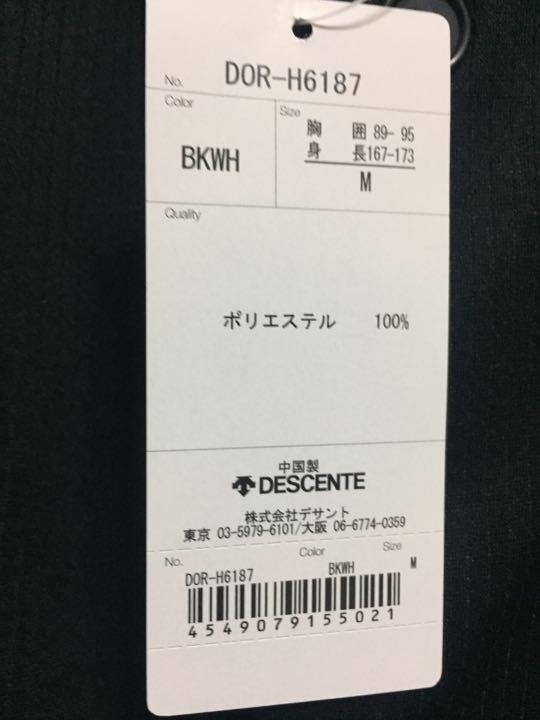 No. DOR-H6187
Color
BKWH
Size
胸 囲 89- 95
身 長167-173
M
Quality
ポリエステル 100%
中国製
DESCENTE
株式会社デサント
東京 03-5979-6101/大阪 06-6774-0359
No. Color Size
DOR-H6187 BKWH M
4549079155021